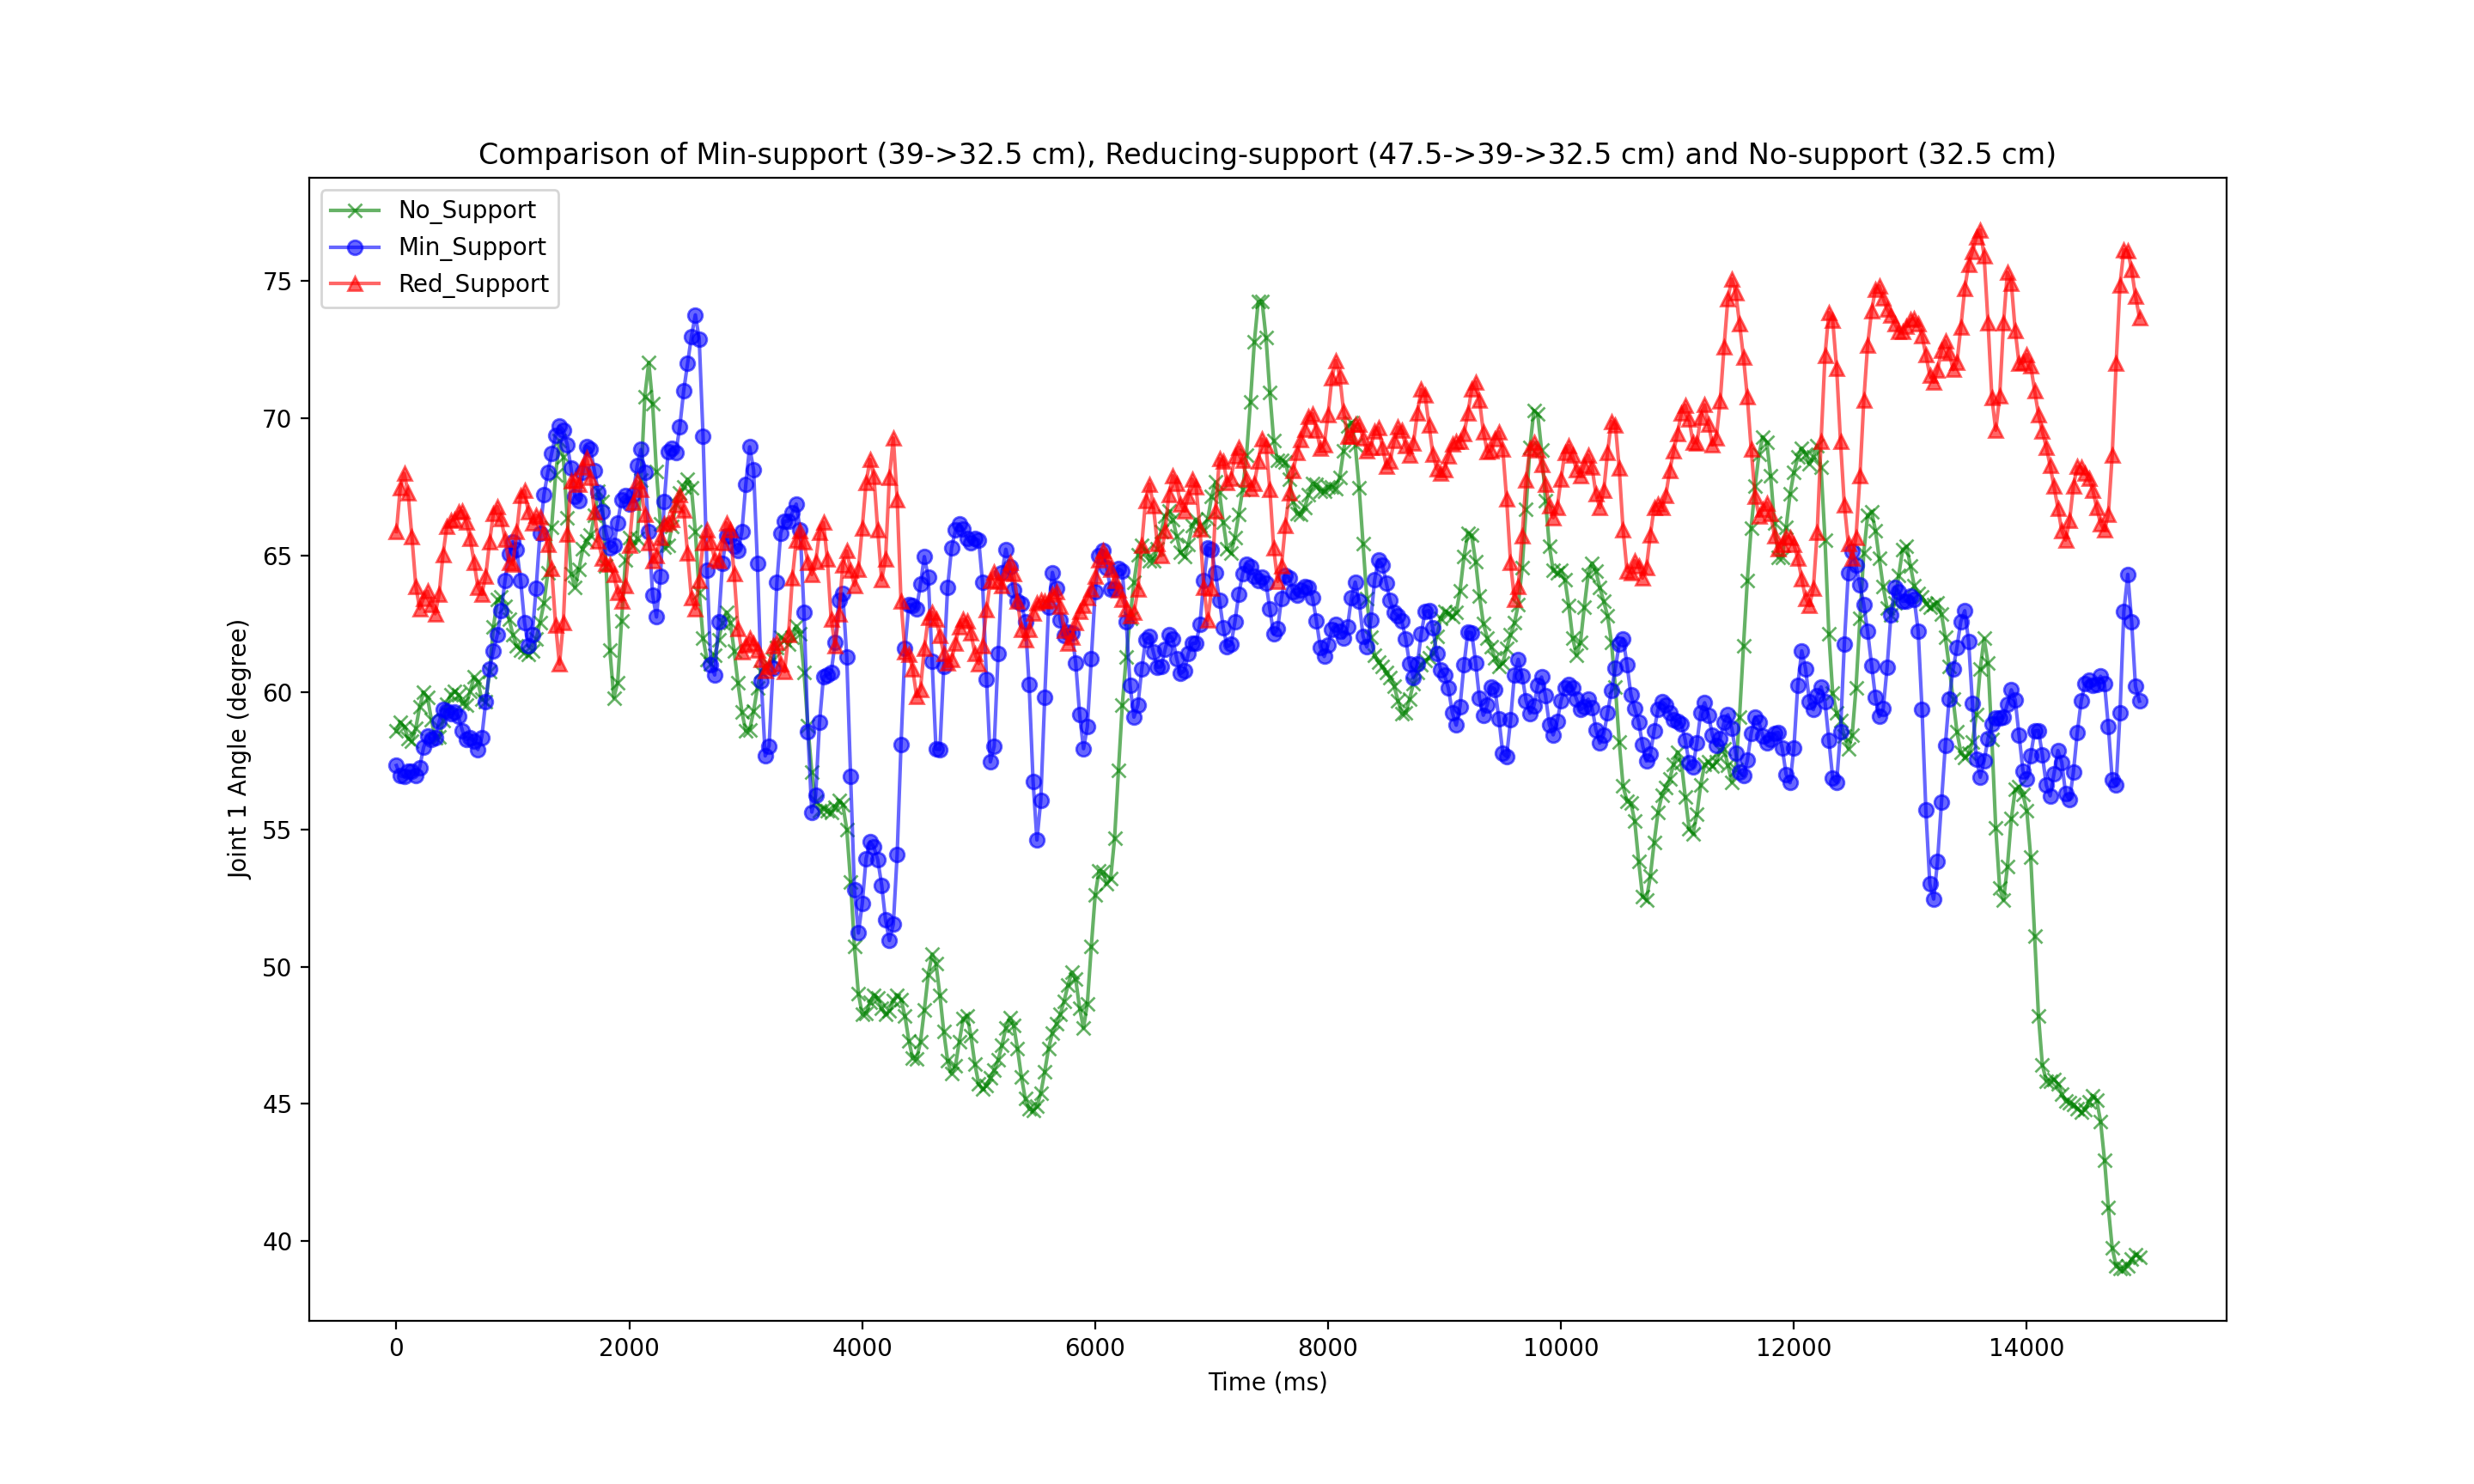 Comparison of Min-support (39->32.5 cm), Reducing-support (47.5->39->32.5 cm) and No-support (32.5 cm)
No_Support
Min_Support
Red_Support
75
70
65
60
55
50
45
40
Joint 1 Angle (degree)
0 2000 4000 6000 8000 10000 12000 14000
Time (ms)